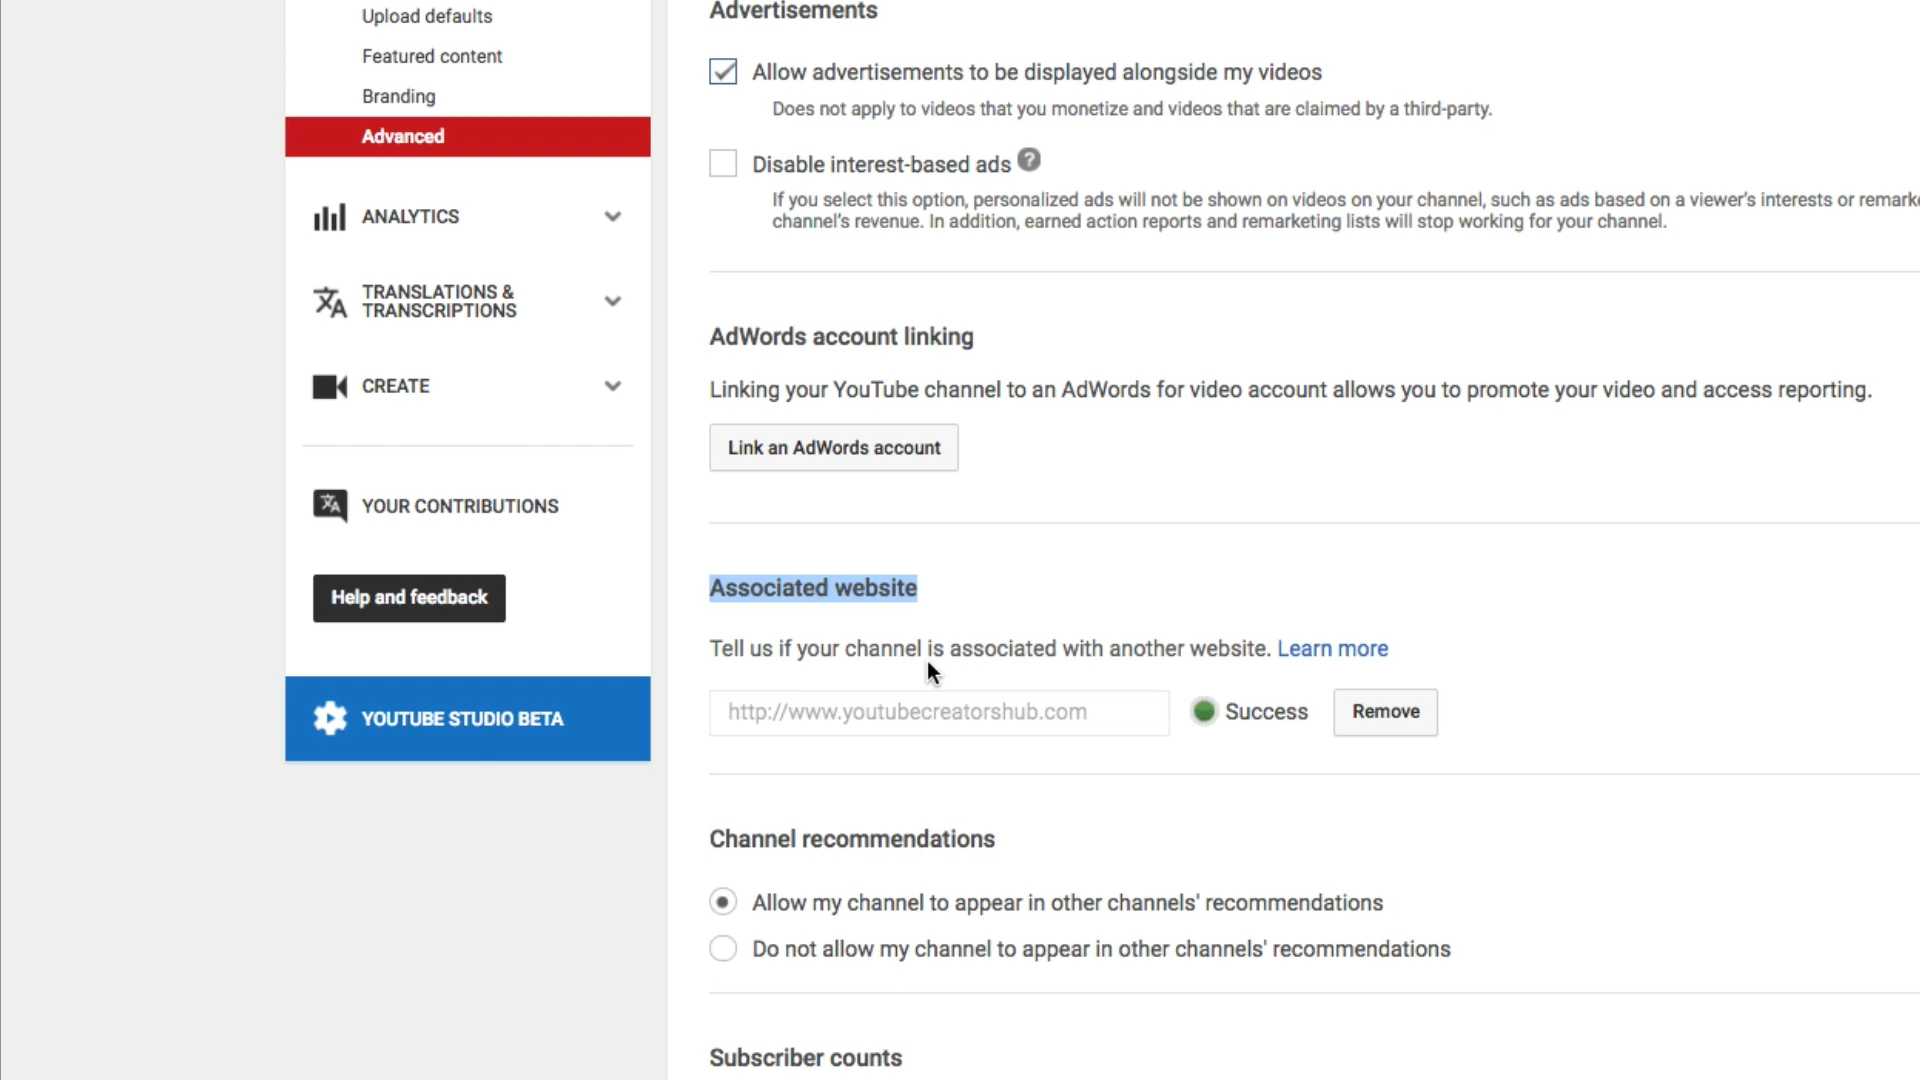 Upload defaults
Featured content
Branding
Advanced
ANALYTICS
TRANSLATIONS &
TRANSCRIPTIONS
CREATE
YOUR CONTRIBUTIONS
Help and feedback
YOUTUBE STUDIO BETA
Advertisements
Allow advertisements to be displayed alongside my videos
Does not apply to videos that you monetize and videos that are claimed by a third-party.
Disable interest-based ads ?
If you select this option, personalized ads will not be shown on videos on your channel, such as ads based on a viewer's interests or remark
channel's revenue. In addition, earned action reports and remarketing lists will stop working for your channel.
AdWords account linking
Linking your YouTube channel to an AdWords for video account allows you to promote your video and access reporting.
Link an AdWords account
Associated website
Tell us if your channel is associated with another website. Learn more
http://www.youtubecreatorshub.com Success Remove
Channel recommendations
Allow my channel to appear in other channels' recommendations
Do not allow my channel to appear in other channels' recommendations
Subscriber counts